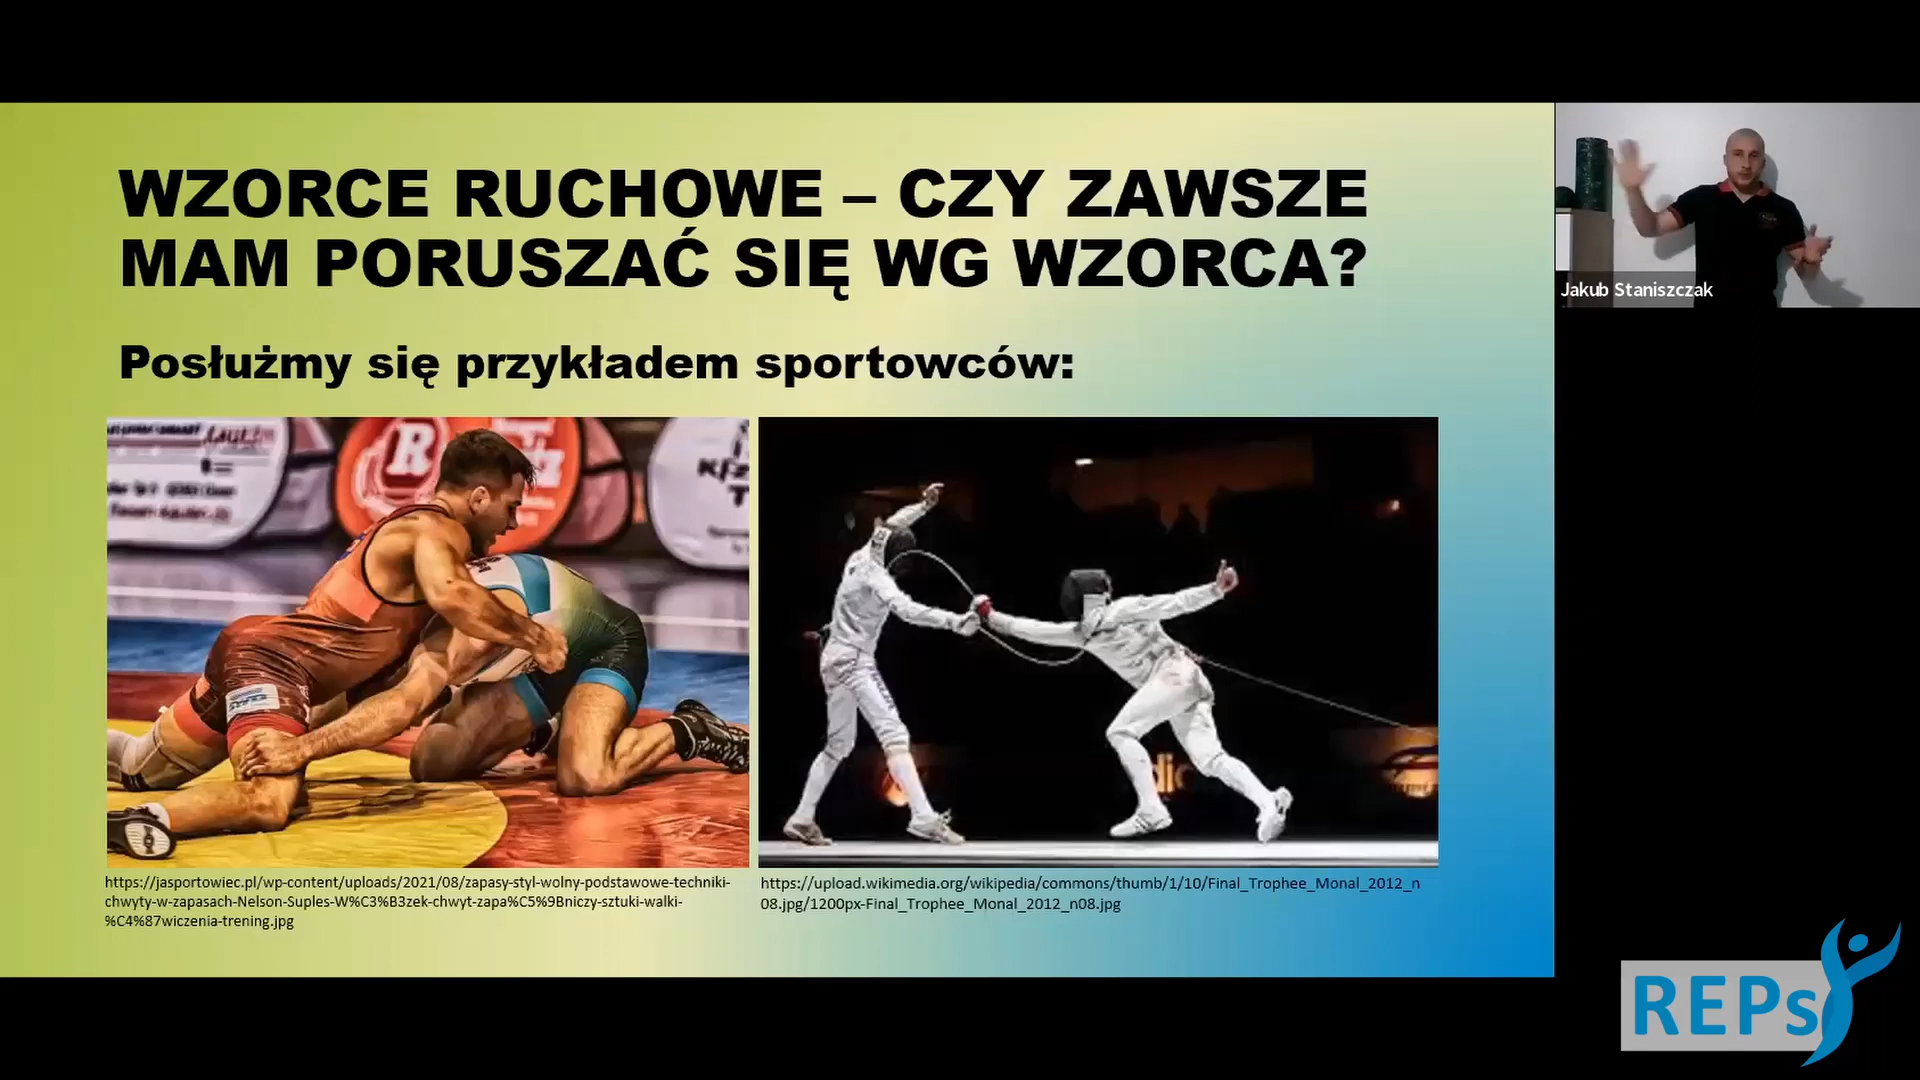 WZORCE RUCHOWE – CZY ZAWSZE
MAM PORUSZAĆ SIĘ WG WZORCA?
Posłużmy się przykładem sportowców:
R
https://jasportowiec.pl/wp-content/uploads/2021/08/zapasy-styl-wolny-podstawowe-techniki-
chwyty-w-zapasach-Nelson-Suples-W%C3%B3zek-chwyt-zapa%C5%9Bniczy-sztuki-walki-
%C4%87wiczenia-trening.jpg
https://upload.wikimedia.org/wikipedia/commons/thumb/1/10/Final_Trophee_Monal_2012_n
08.jpg/1200px-Final_Trophee_Monal_2012_n08.jpg
Jakub Staniszczak
REPs